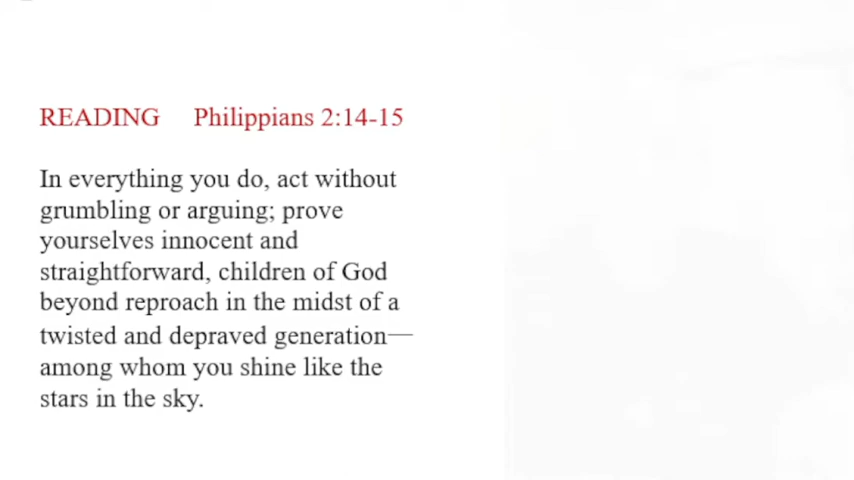 READING Philippians 2:14-15
In everything you do, act without
grumbling or arguing; prove
yourselves innocent and
straightforward, children of God
beyond reproach in the midst of a
twisted and depraved generation—
among whom you shine like the
stars in the sky.